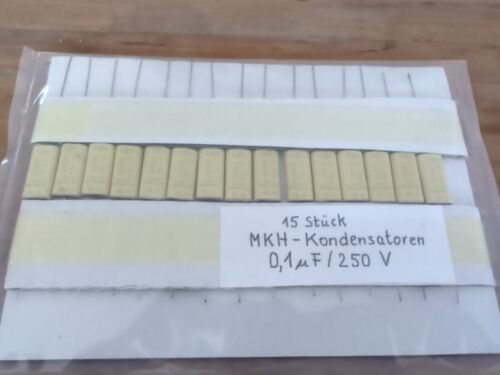 15 Stück
MKH-Kondensatoren
0,1µF/250 V